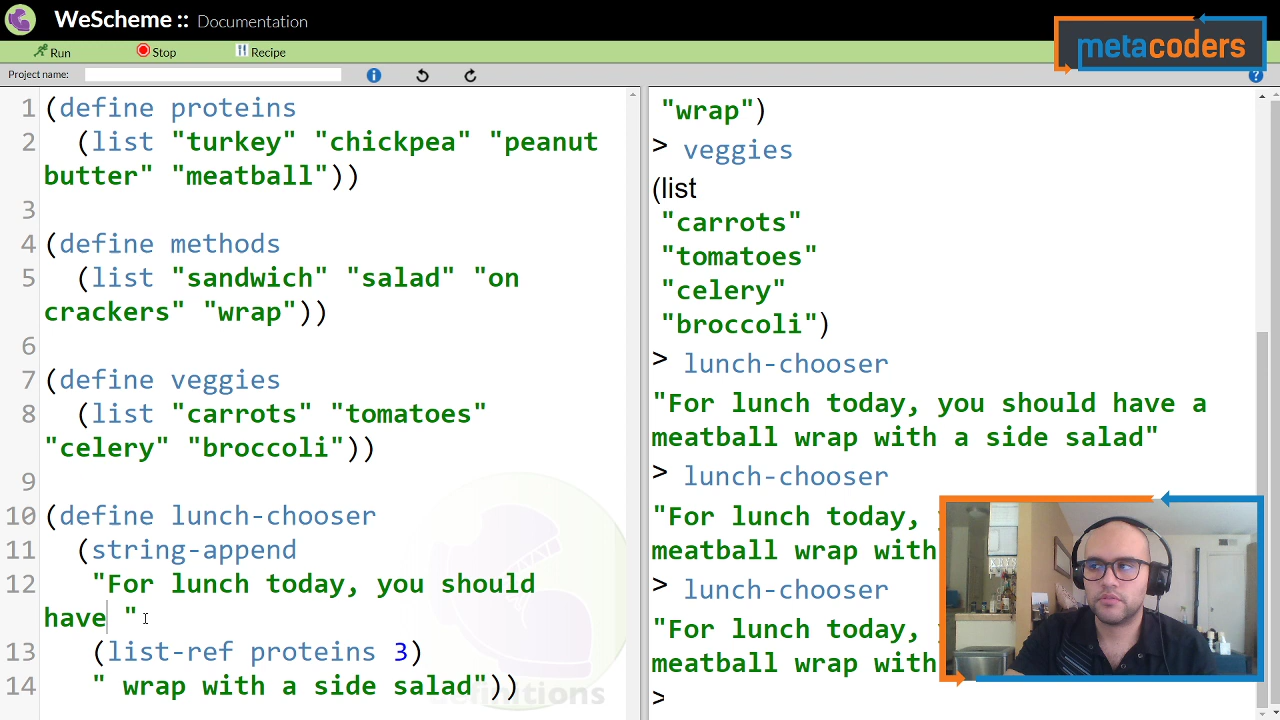 WeScheme :: Documentation
Run Stop Recipe
Project name:
metacoders
1 (define proteins
2 (list "turkey" "chickpea" "peanut
butter" "meatball"))
3
4 (define methods
5 (list "sandwich" "salad" "on
crackers" "wrap"))
6
7 (define veggies
8 (list "carrots" "tomatoes"
"celery" "broccoli"))
9
10 (define lunch-chooser
11 (string-append
12 "For lunch today, you should
have "
13 (list-ref proteins 3)
14 " wrap with a side salad"))
"wrap")
> veggies
(list
"carrots"
"tomatoes"
"celery"
"broccoli")
> lunch-chooser
"For lunch today, you should have a
meatball wrap with a side salad"
> lunch-chooser
"For lunch today,
meatball wrap with
> lunch-chooser
"For lunch today,
meatball wrap with
>